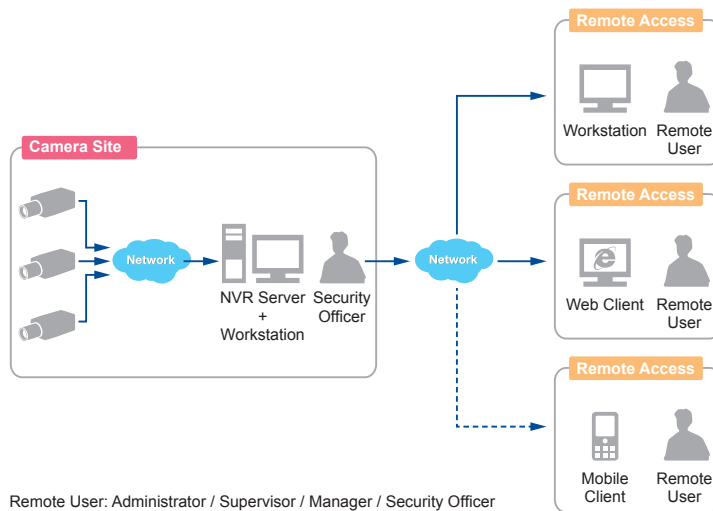 Camera Site
Network
NVR Server
+
Workstation
Security
Officer
Network
Remote Access
Workstation
Remote
User
Remote Access
Web Client
Remote
User
Remote Access
Mobile
Client
Remote
User
Remote User: Administrator / Supervisor / Manager / Security Officer